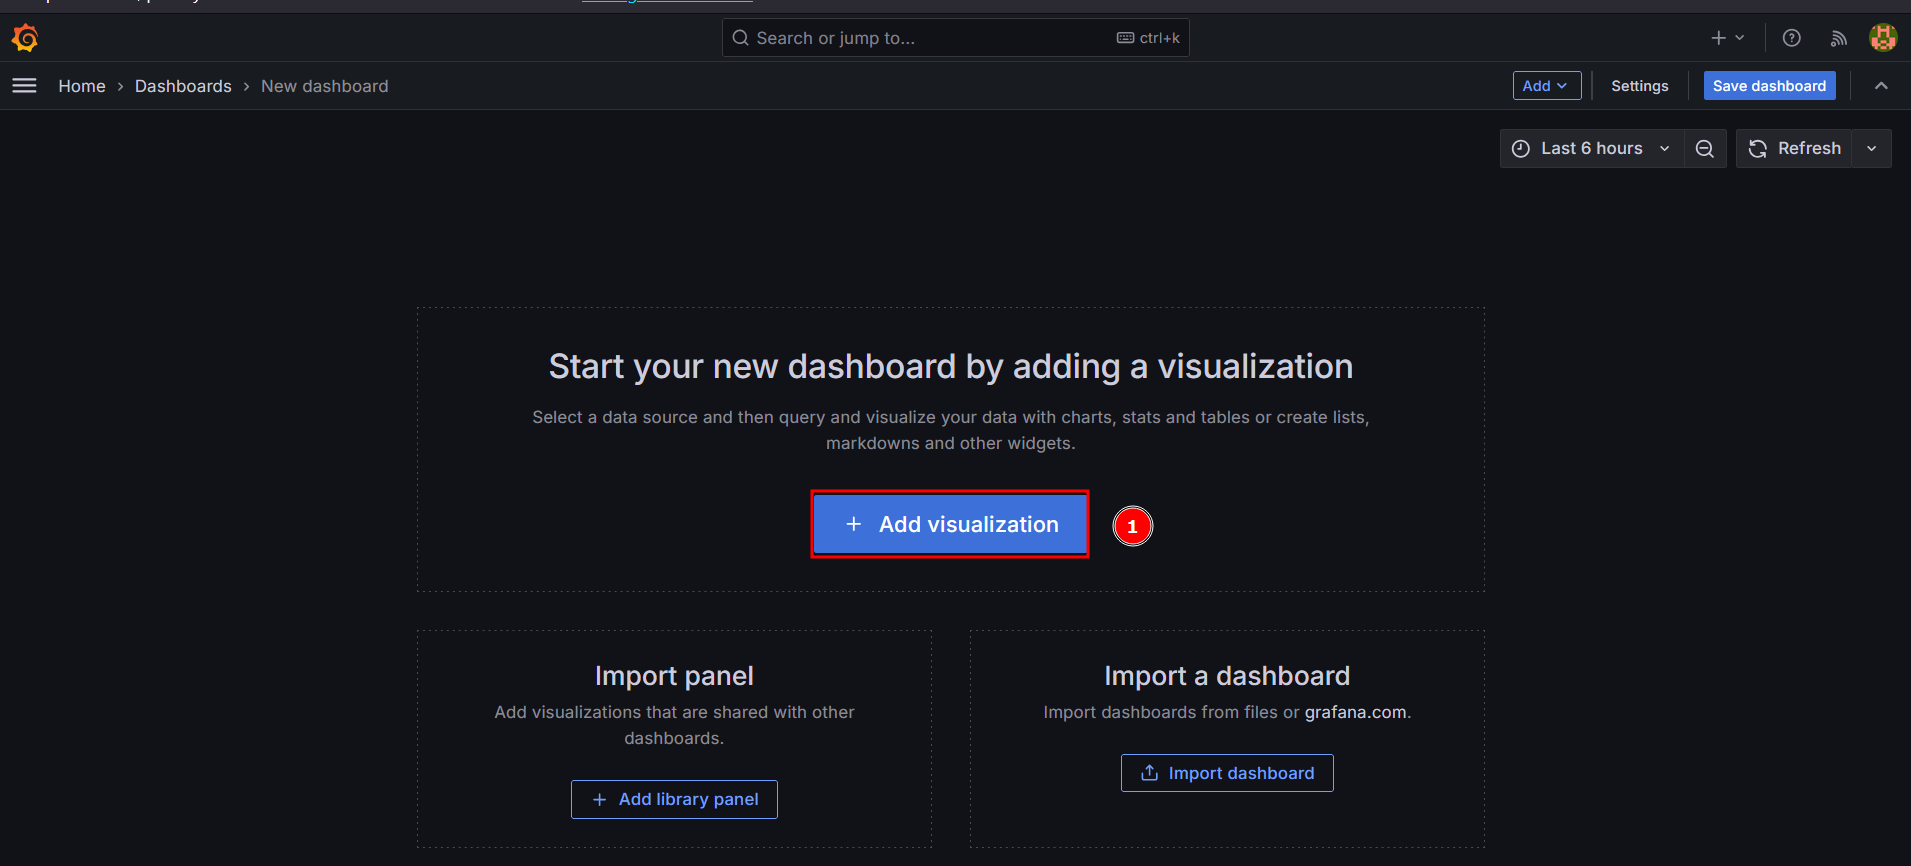 Search or jump to...
ctrl+k
Home › Dashboards › New dashboard
Add
Settings
Save dashboard
Last 6 hours
Refresh
Start your new dashboard by adding a visualization
Select a data source and then query and visualize your data with charts, stats and tables or create lists,
markdowns and other widgets.
+ Add visualization
1
Import panel
Add visualizations that are shared with other
dashboards.
+ Add library panel
Import a dashboard
Import dashboards from files or grafana.com.
Import dashboard